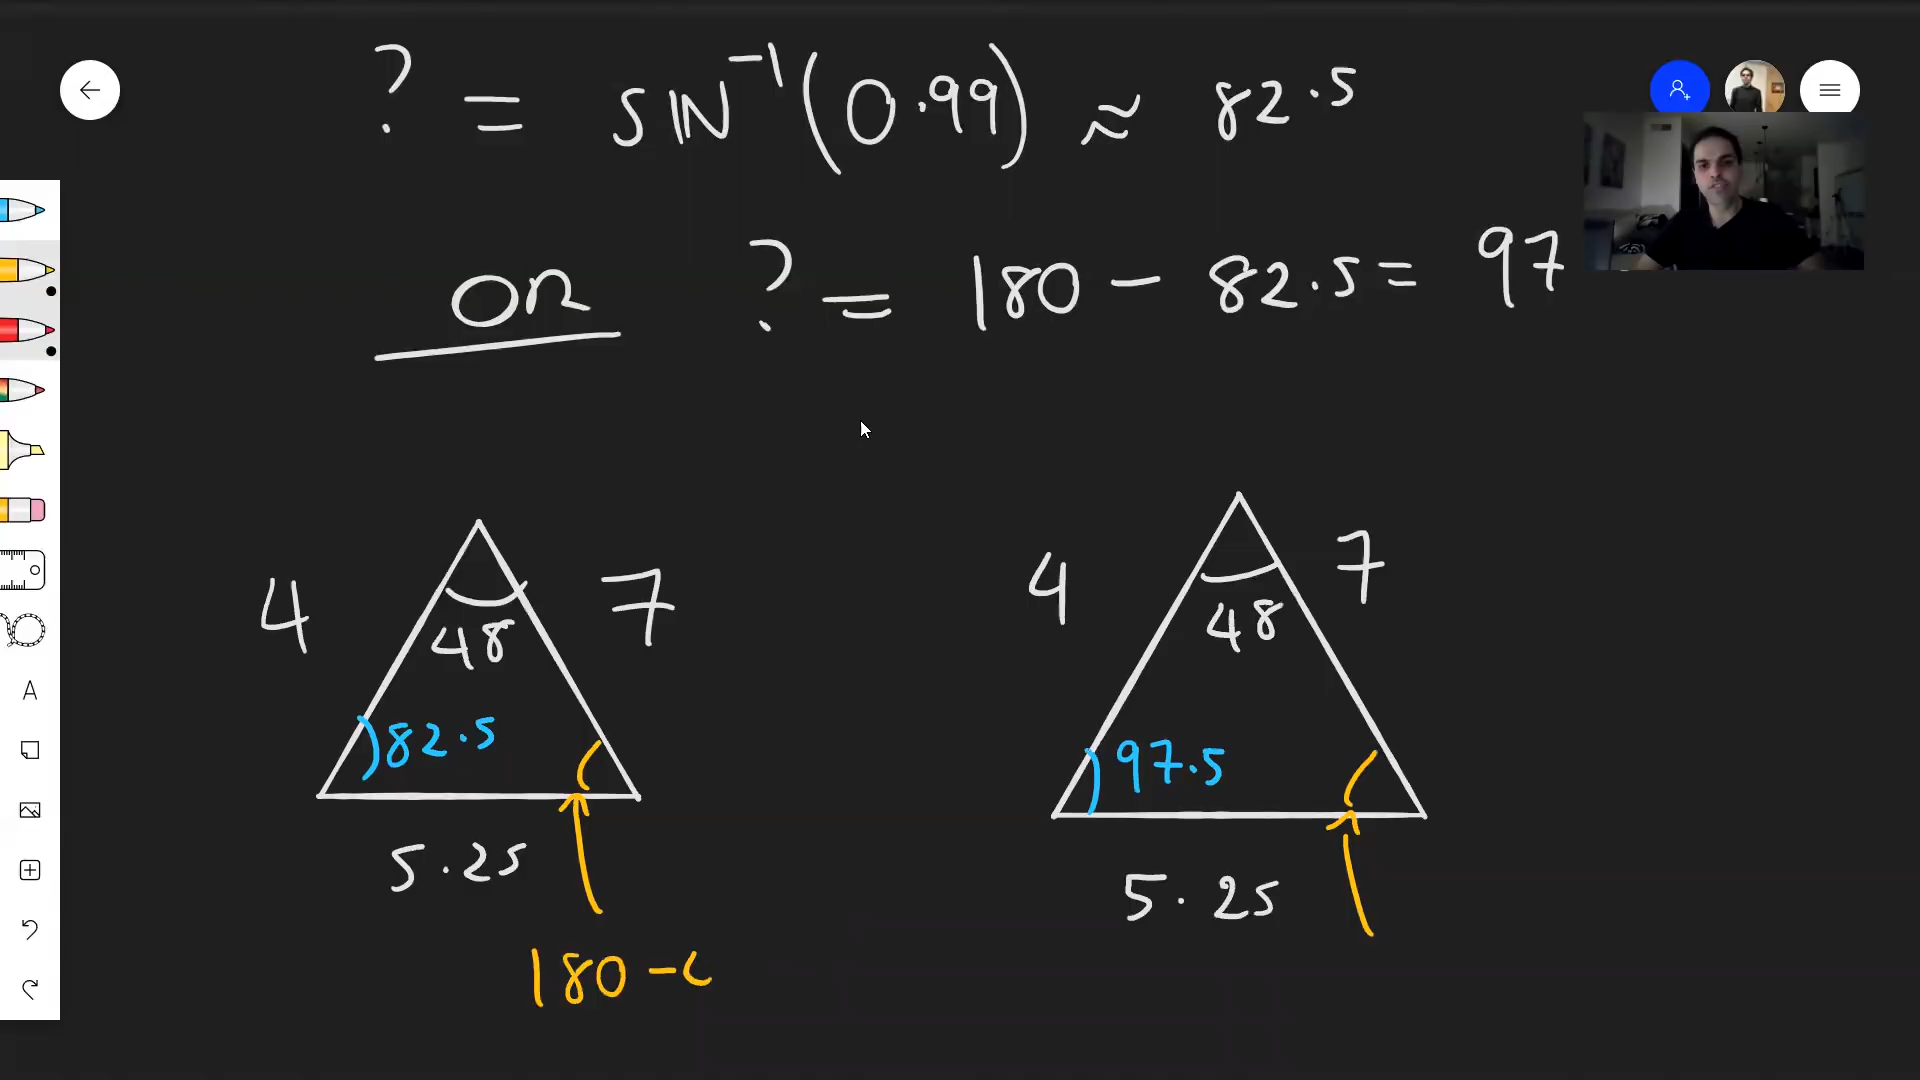 ? = SIN⁻¹(0.99) ≈ 82.5
OR ? = 180 - 82.5 = 97
4 48 7
82.5
5.25
180 -
4 48 7
97.5
5.25
A